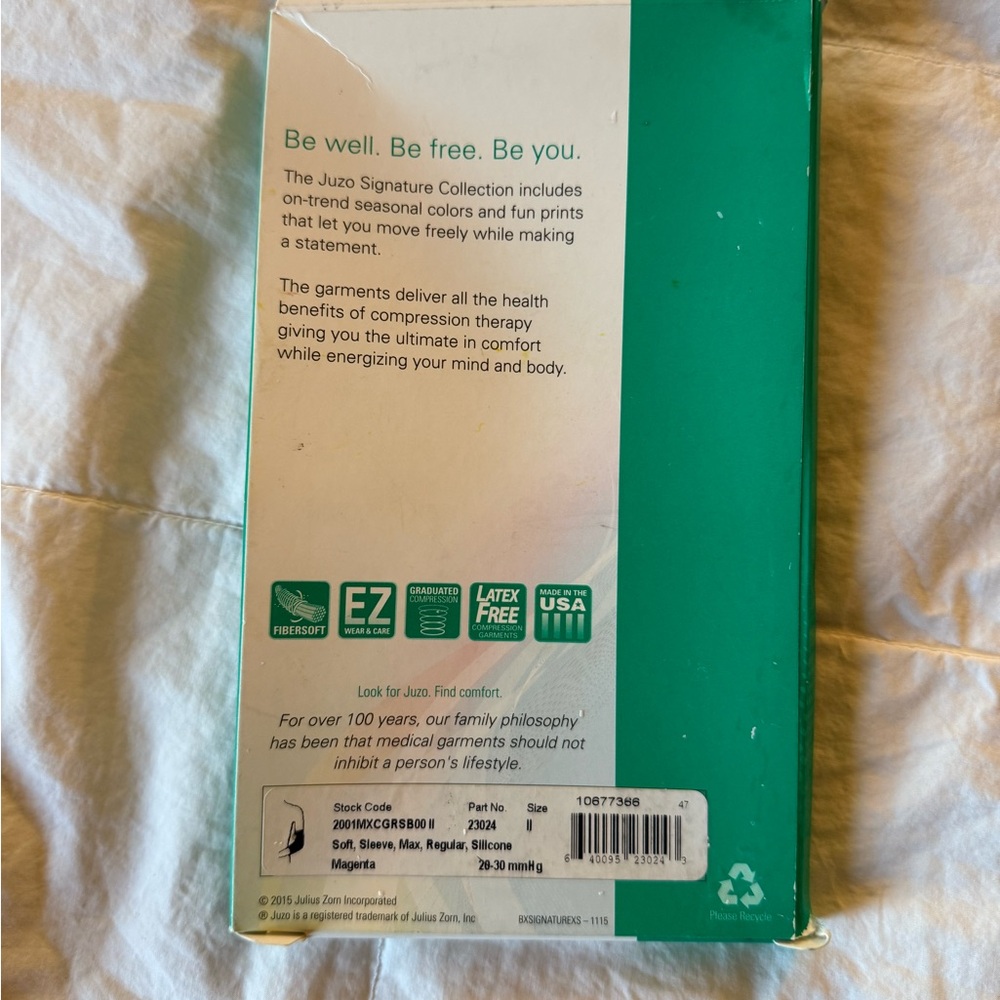 Be well. Be free. Be you.
The Juzo Signature Collection includes
on-trend seasonal colors and fun prints
that let you move freely while making
a statement.
The garments deliver all the health
benefits of compression therapy
giving you the ultimate in comfort
while energizing your mind and body.
FIBERSOFT
EZ
WEAR & CARE
GRADUATED
COMPRESSION
LATEX
FREE
COMPRESSION
GARMENTS
MADE IN THE
USA
Look for Juzo. Find comfort.
For over 100 years, our family philosophy
has been that medical garments should not
inhibit a person's lifestyle.
Stock Code Part No. Size 10677366 47
2001MXCGRSB00 II 23024 II
Soft, Sleeve, Max, Regular, Silicone
Magenta 20-30 mmHg
6 40095 23024 3
Please Recycle
© 2015 Julius Zorn Incorporated
® Juzo is a registered trademark of Julius Zorn, Inc BXSIGNATUREXS – 1115